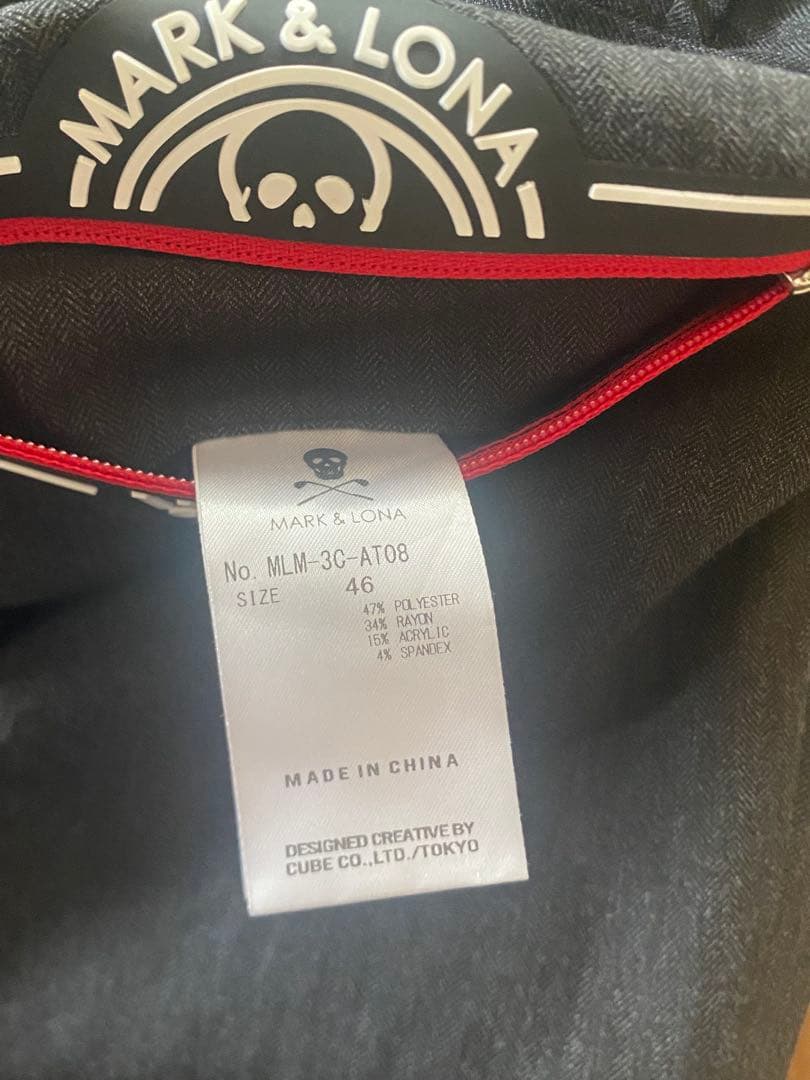 MARK & LONA
MARK & LONA
No. MLM-3C-AT08
SIZE 46
47% POLYESTER
34% RAYON
15% ACRYLIC
4% SPANDEX
MADE IN CHINA
DESIGNED CREATIVE BY
CUBE CO.,LTD./TOKYO